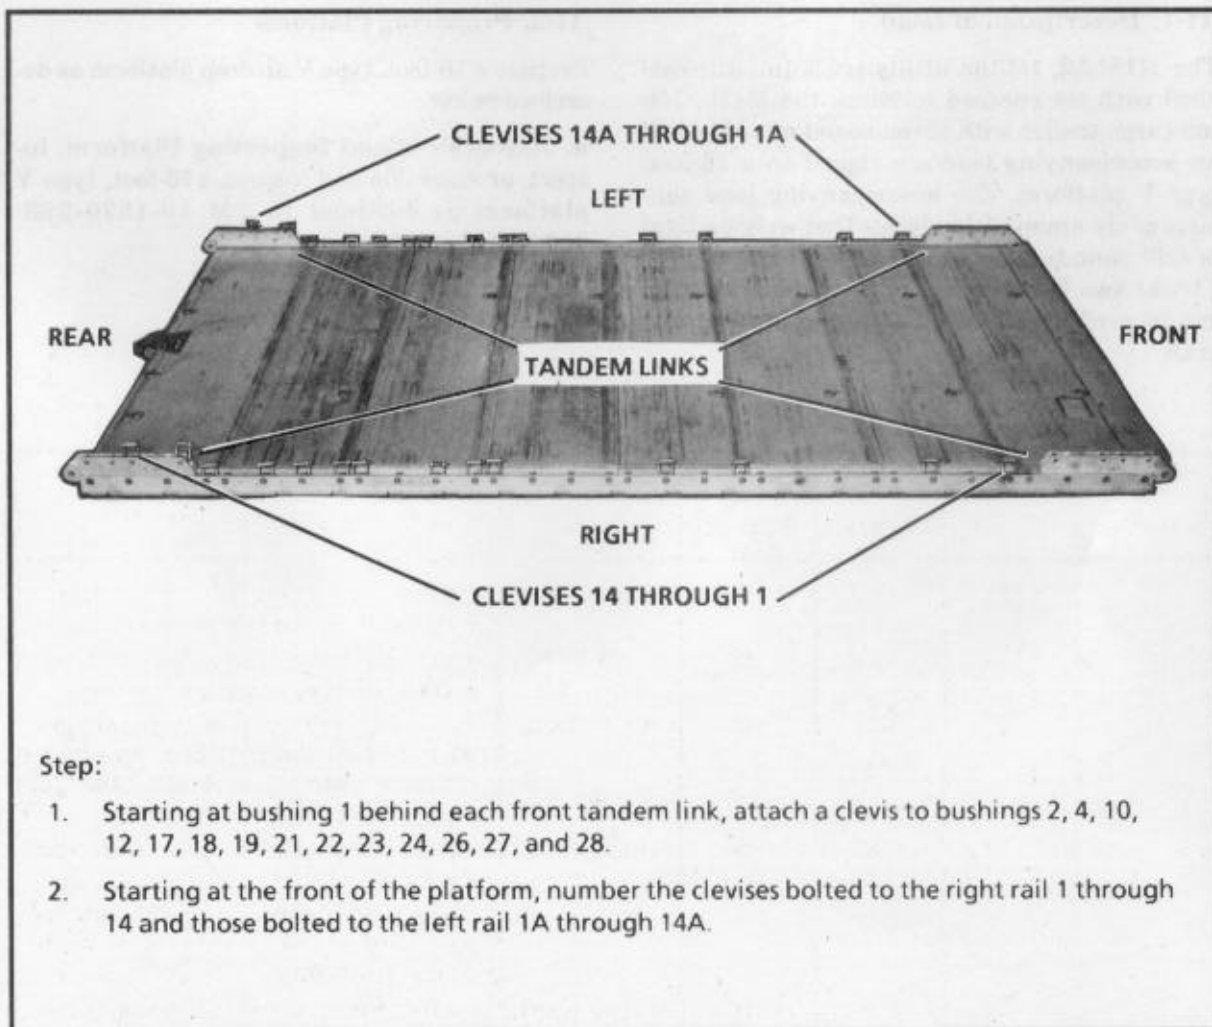 CLEVISES 14A THROUGH 1A
LEFT
REAR
FRONT
TANDEM LINKS
RIGHT
CLEVISES 14 THROUGH 1
Step:
1. Starting at bushing 1 behind each front tandem link, attach a clevis to bushings 2, 4, 10,
12, 17, 18, 19, 21, 22, 23, 24, 26, 27, and 28.
2. Starting at the front of the platform, number the clevises bolted to the right rail 1 through
14 and those bolted to the left rail 1A through 14A.